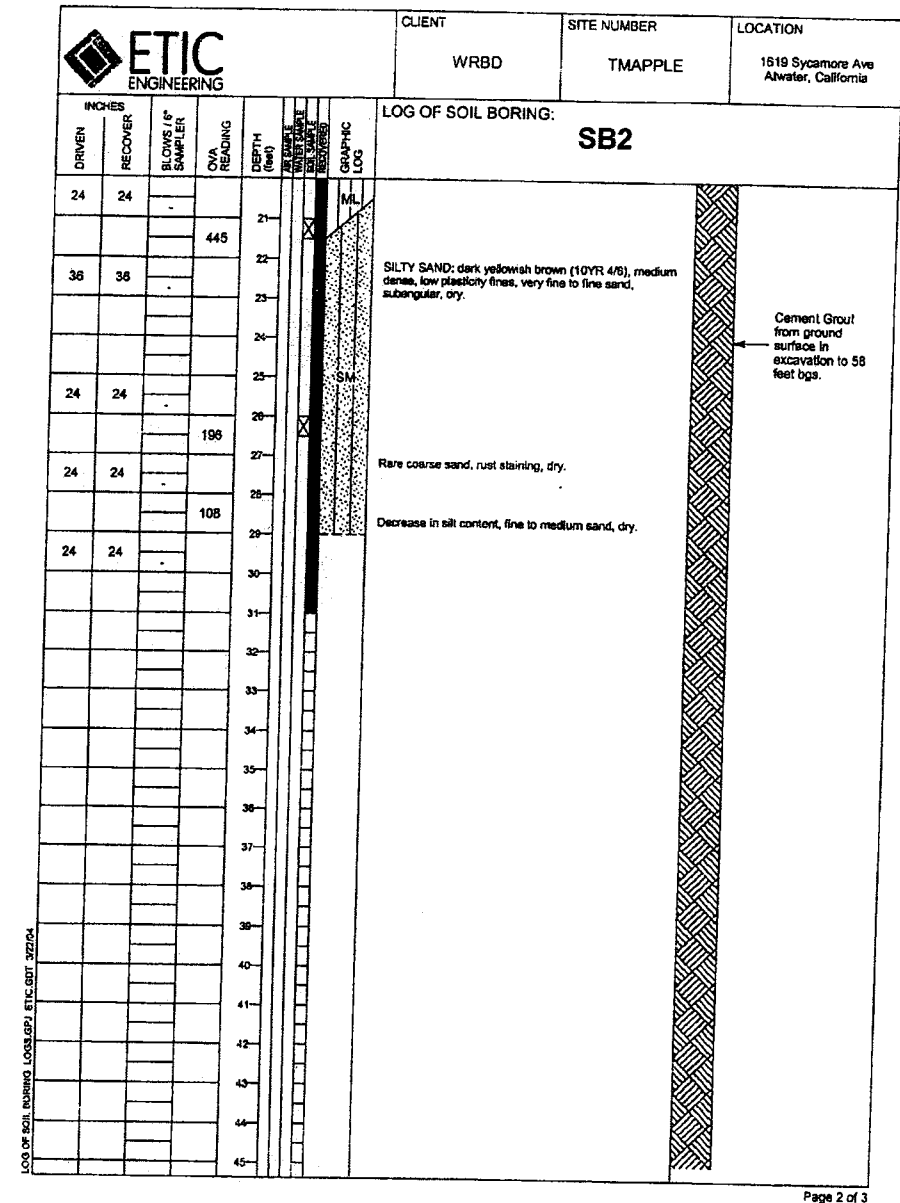 ETIC
ENGINEERING
CLIENT
WRBD
SITE NUMBER
TMAPPLE
LOCATION
1619 Sycamore Ave
Atwater, California
INCHES
DRIVEN
RECOVER
BLOWS / 6"
SAMPLER
OVA
READING
DEPTH
(feet)
AIR SAMPLE
WATER SAMPLE
SOIL SAMPLE
RECOVERED
GRAPHIC
LOG
LOG OF SOIL BORING:
SB2
24 24
ML
21
445
22
36 36
SILTY SAND: dark yellowish brown (10YR 4/6), medium
dense, low plasticity fines, very fine to fine sand,
subangular, dry.
23
Cement Grout
from ground
surface in
excavation to 58
feet bgs.
24
25
SM
24 24
26
196
27
24 24
Rare coarse sand, rust staining, dry.
28
108
Decrease in silt content, fine to medium sand, dry.
29
24 24
30
31
32
33
34
35
36
37
38
39
40
41
42
43
44
45
LOG OF SOIL BORING LOGS.GPJ ETIC.GDT 3/22/04
Page 2 of 3